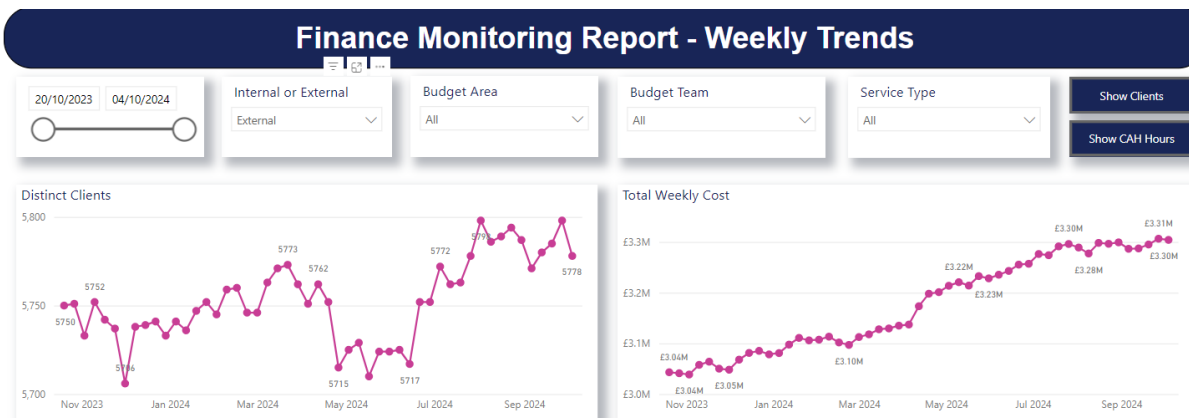 Finance Monitoring Report - Weekly Trends
20/10/2023 04/10/2024
Internal or External
External
Budget Area
All
Budget Team
All
Service Type
All
Show Clients
Show CAH Hours
Distinct Clients
5,800
5,750
5,700
5750
5752
5706
5773
5762
5715
5717
5772
5778
Nov 2023 Jan 2024 Mar 2024 May 2024 Jul 2024 Sep 2024
Total Weekly Cost
£3.3M
£3.2M
£3.1M
£3.0M
£3.04M
£3.04M
£3.05M
£3.10M
£3.22M
£3.23M
£3.30M
£3.28M
£3.31M
£3.30M
Nov 2023 Jan 2024 Mar 2024 May 2024 Jul 2024 Sep 2024